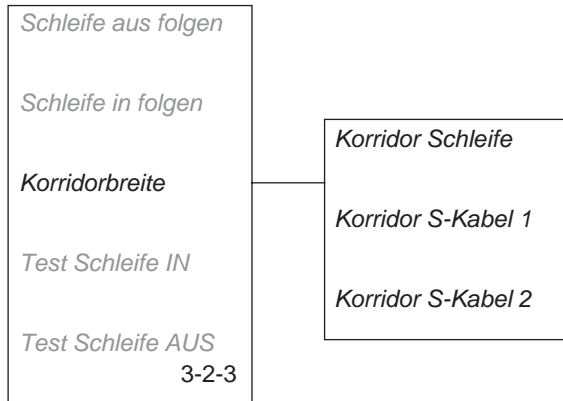 Schleife aus folgen
Schleife in folgen
Korridorbreite
Test Schleife IN
Test Schleife AUS
3-2-3
Korridor Schleife
Korridor S-Kabel 1
Korridor S-Kabel 2